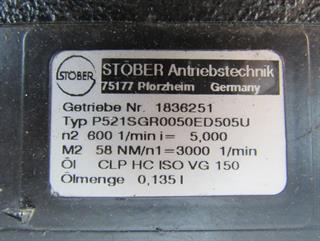 STÖBER
STÖBER Antriebstechnik
75177 Pforzheim Germany
Getriebe Nr. 1836251
Typ P521SGR0050ED505U
n2 600 1/min i= 5,000
M2 58 NM/n1=3000 1/min
Öl CLP HC ISO VG 150
Ölmenge 0,135 l